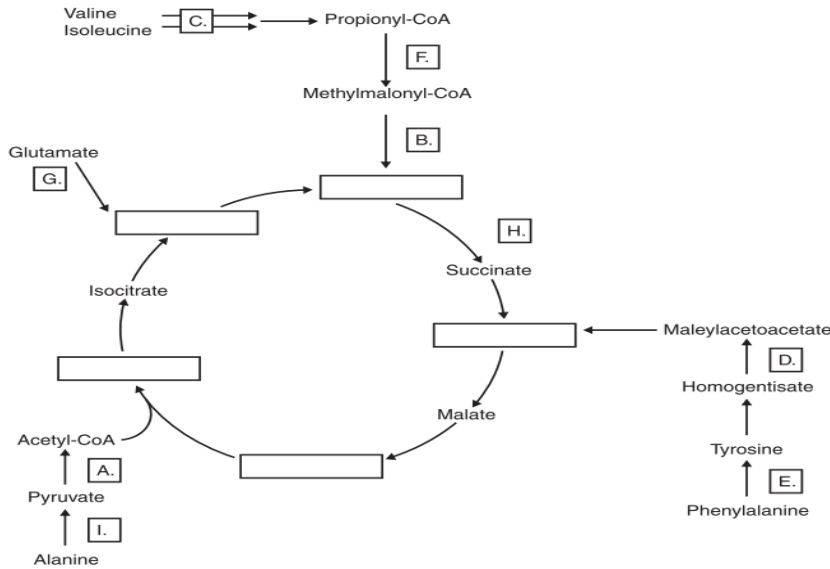 Valine
Isoleucine
C.
Propionyl-CoA
F.
Methylmalonyl-CoA
B.
Glutamate
G.
H.
Succinate
Isocitrate
Maleylacetoacetate
D.
Homogentisate
Malate
Acetyl-CoA
A.
Tyrosine
Pyruvate
E.
Phenylalanine
I.
Alanine